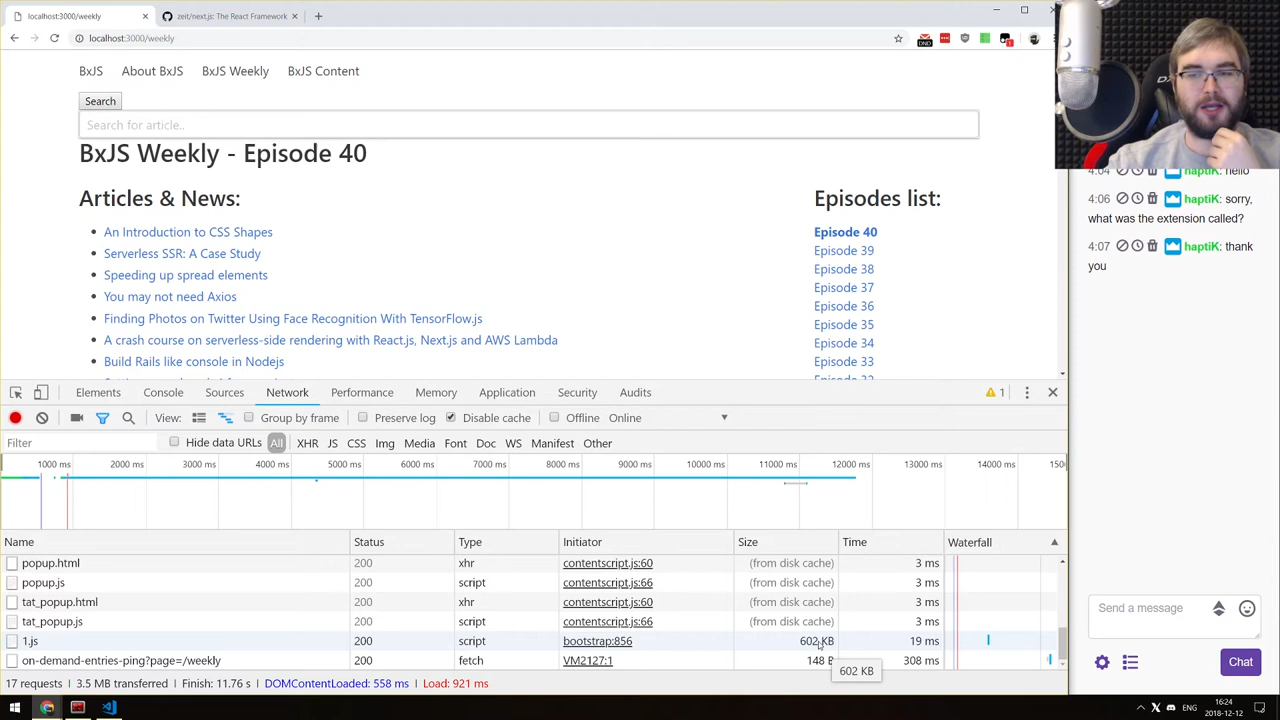 localhost:3000/weekly
zeit/next.js: The React Framework
localhost:3000/weekly
DND
1
BxJS About BxJS BxJS Weekly BxJS Content
Search
Search for article..
BxJS Weekly - Episode 40
Articles & News:
An Introduction to CSS Shapes
Serverless SSR: A Case Study
Speeding up spread elements
You may not need Axios
Finding Photos on Twitter Using Face Recognition With TensorFlow.js
A crash course on serverless-side rendering with React.js, Next.js and AWS Lambda
Build Rails like console in Nodejs
Episodes list:
Episode 40
Episode 39
Episode 38
Episode 37
Episode 36
Episode 35
Episode 34
Episode 33
4:04 haptiK: hello
4:06 haptiK: sorry,
what was the extension called?
4:07 haptiK: thank
you
Send a message
Chat
Elements Console Sources Network Performance Memory Application Security Audits 1
View: Group by frame Preserve log Disable cache Offline Online
Filter Hide data URLs All XHR JS CSS Img Media Font Doc WS Manifest Other
1000 ms 2000 ms 3000 ms 4000 ms 5000 ms 6000 ms 7000 ms 8000 ms 9000 ms 10000 ms 11000 ms 12000 ms 13000 ms 14000 ms
Name Status Type Initiator Size Time Waterfall
popup.html 200 xhr contentscript.js:60 (from disk cache) 3 ms
popup.js 200 script contentscript.js:66 (from disk cache) 3 ms
tat_popup.html 200 xhr contentscript.js:60 (from disk cache) 3 ms
tat_popup.js 200 script contentscript.js:66 (from disk cache) 3 ms
1.js 200 script bootstrap:856 602 KB 19 ms
on-demand-entries-ping?page=/weekly 200 fetch VM2127:1 148 B 308 ms
602 KB
17 requests | 3.5 MB transferred | Finish: 11.76 s | DOMContentLoaded: 558 ms | Load: 921 ms
ENG
16:24
2018-12-12